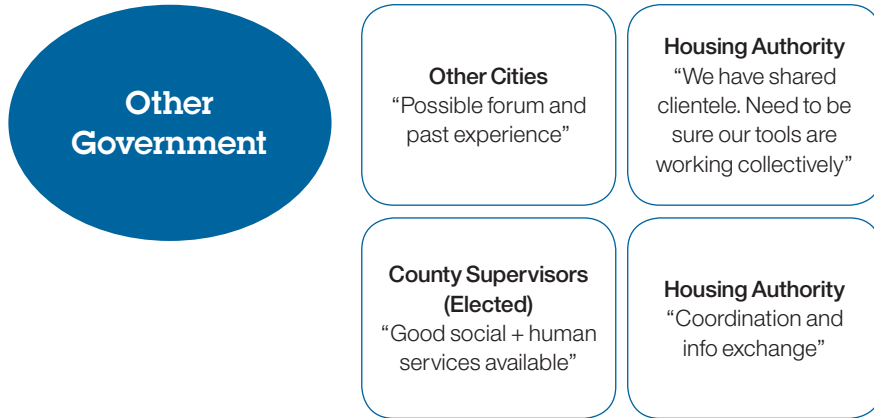 Other
Government
Other Cities
“Possible forum and
past experience”
Housing Authority
“We have shared
clientele. Need to be
sure our tools are
working collectively”
County Supervisors
(Elected)
“Good social + human
services available”
Housing Authority
“Coordination and
info exchange”